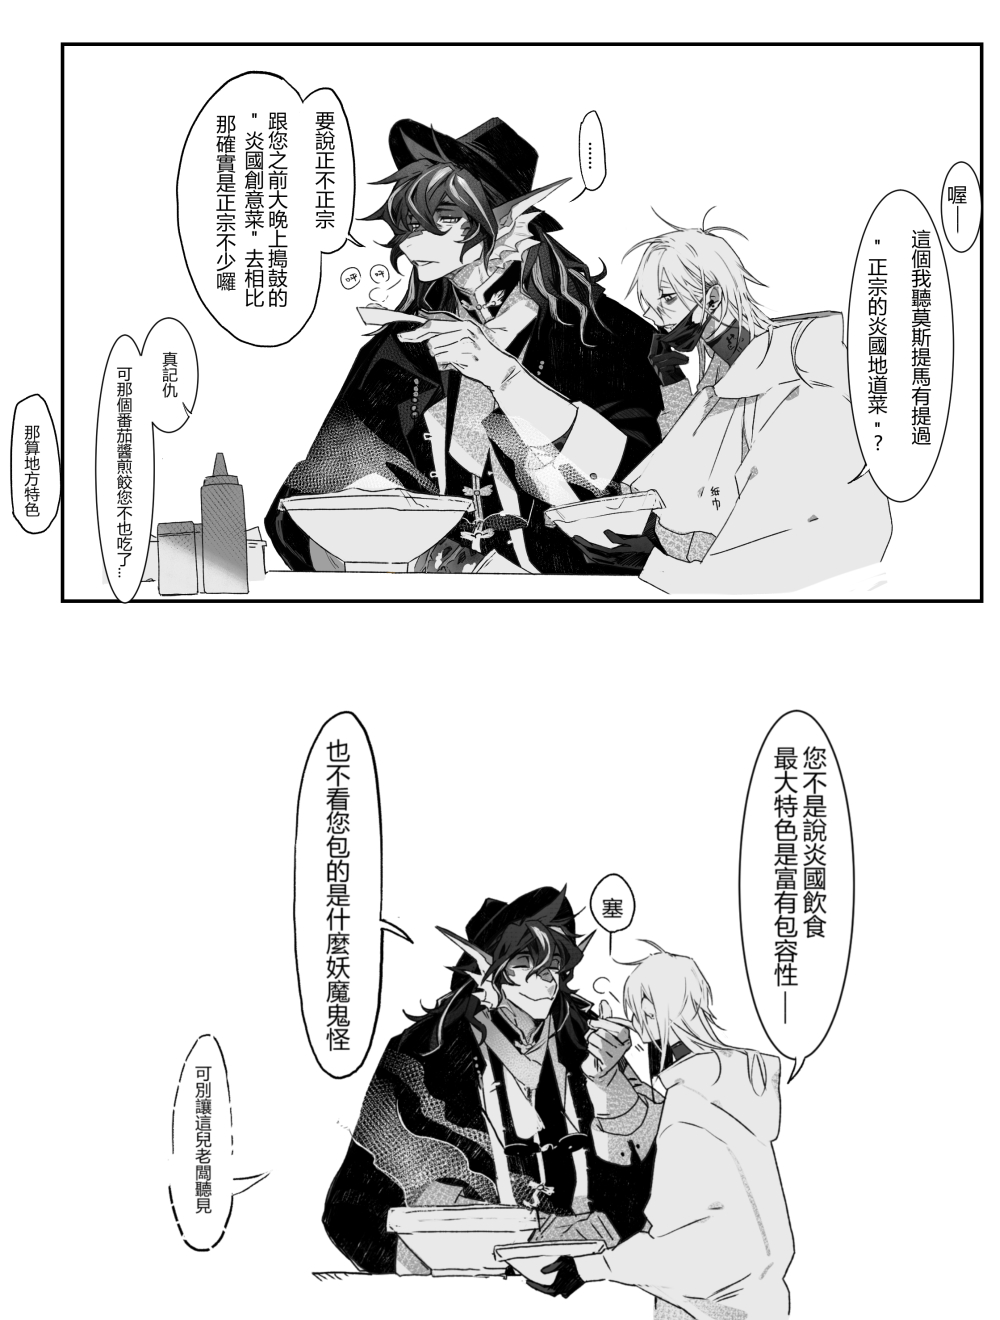 喔—
這個我聽莫斯提馬有提過
"正宗的炎國地道菜"?
……
要說正不正宗
跟您之前大晚上搗鼓的
"炎國創意菜"去相比
那確實是正宗不少囉
呼
呼
紙巾
真記仇
可那個番茄醬煎餃您不也吃了…
那算地方特色
您不是說炎國飲食
最大特色是富有包容性—
塞
也不看您包的是什麼妖魔鬼怪
可別讓這兒老闆聽見